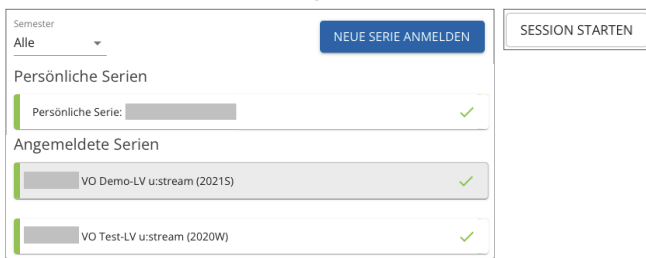 Semester
Alle
NEUE SERIE ANMELDEN
SESSION STARTEN
Persönliche Serien
Persönliche Serie:
Angemeldete Serien
VO Demo-LV u:stream (2021S)
VO Test-LV u:stream (2020W)